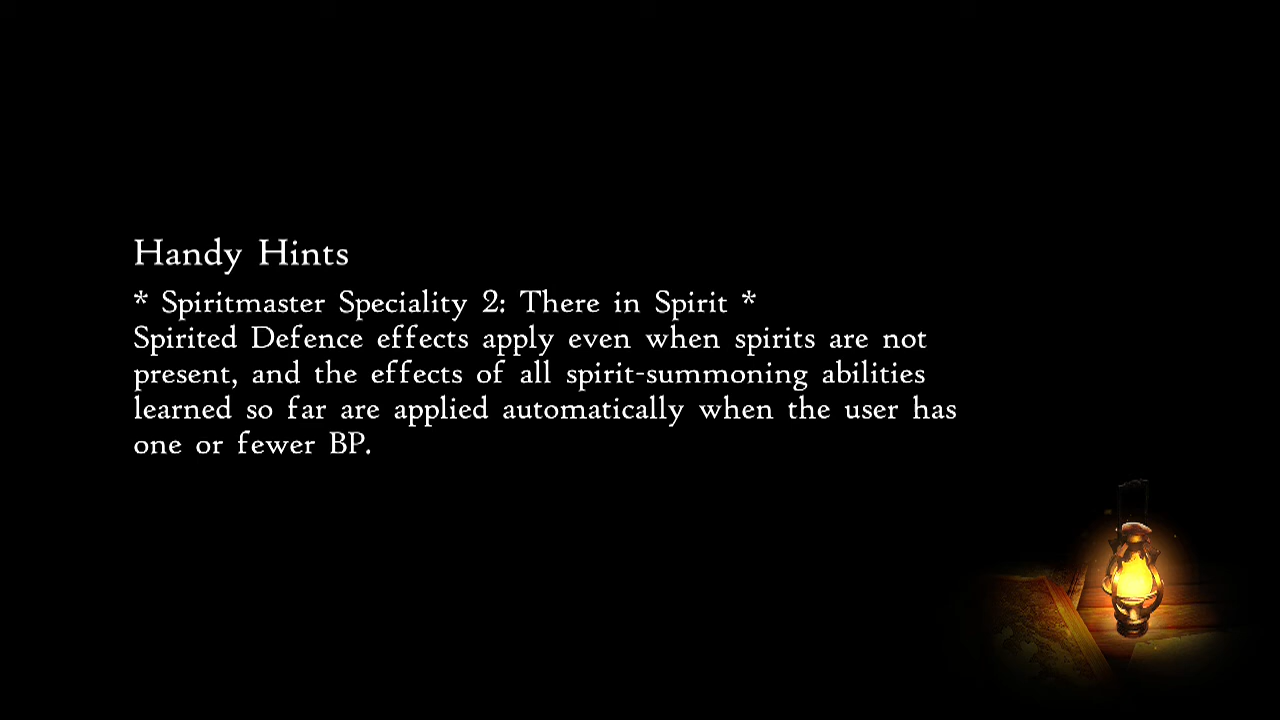 Handy Hints
* Spiritmaster Speciality 2: There in Spirit *
Spirited Defence effects apply even when spirits are not
present, and the effects of all spirit-summoning abilities
learned so far are applied automatically when the user has
one or fewer BP.